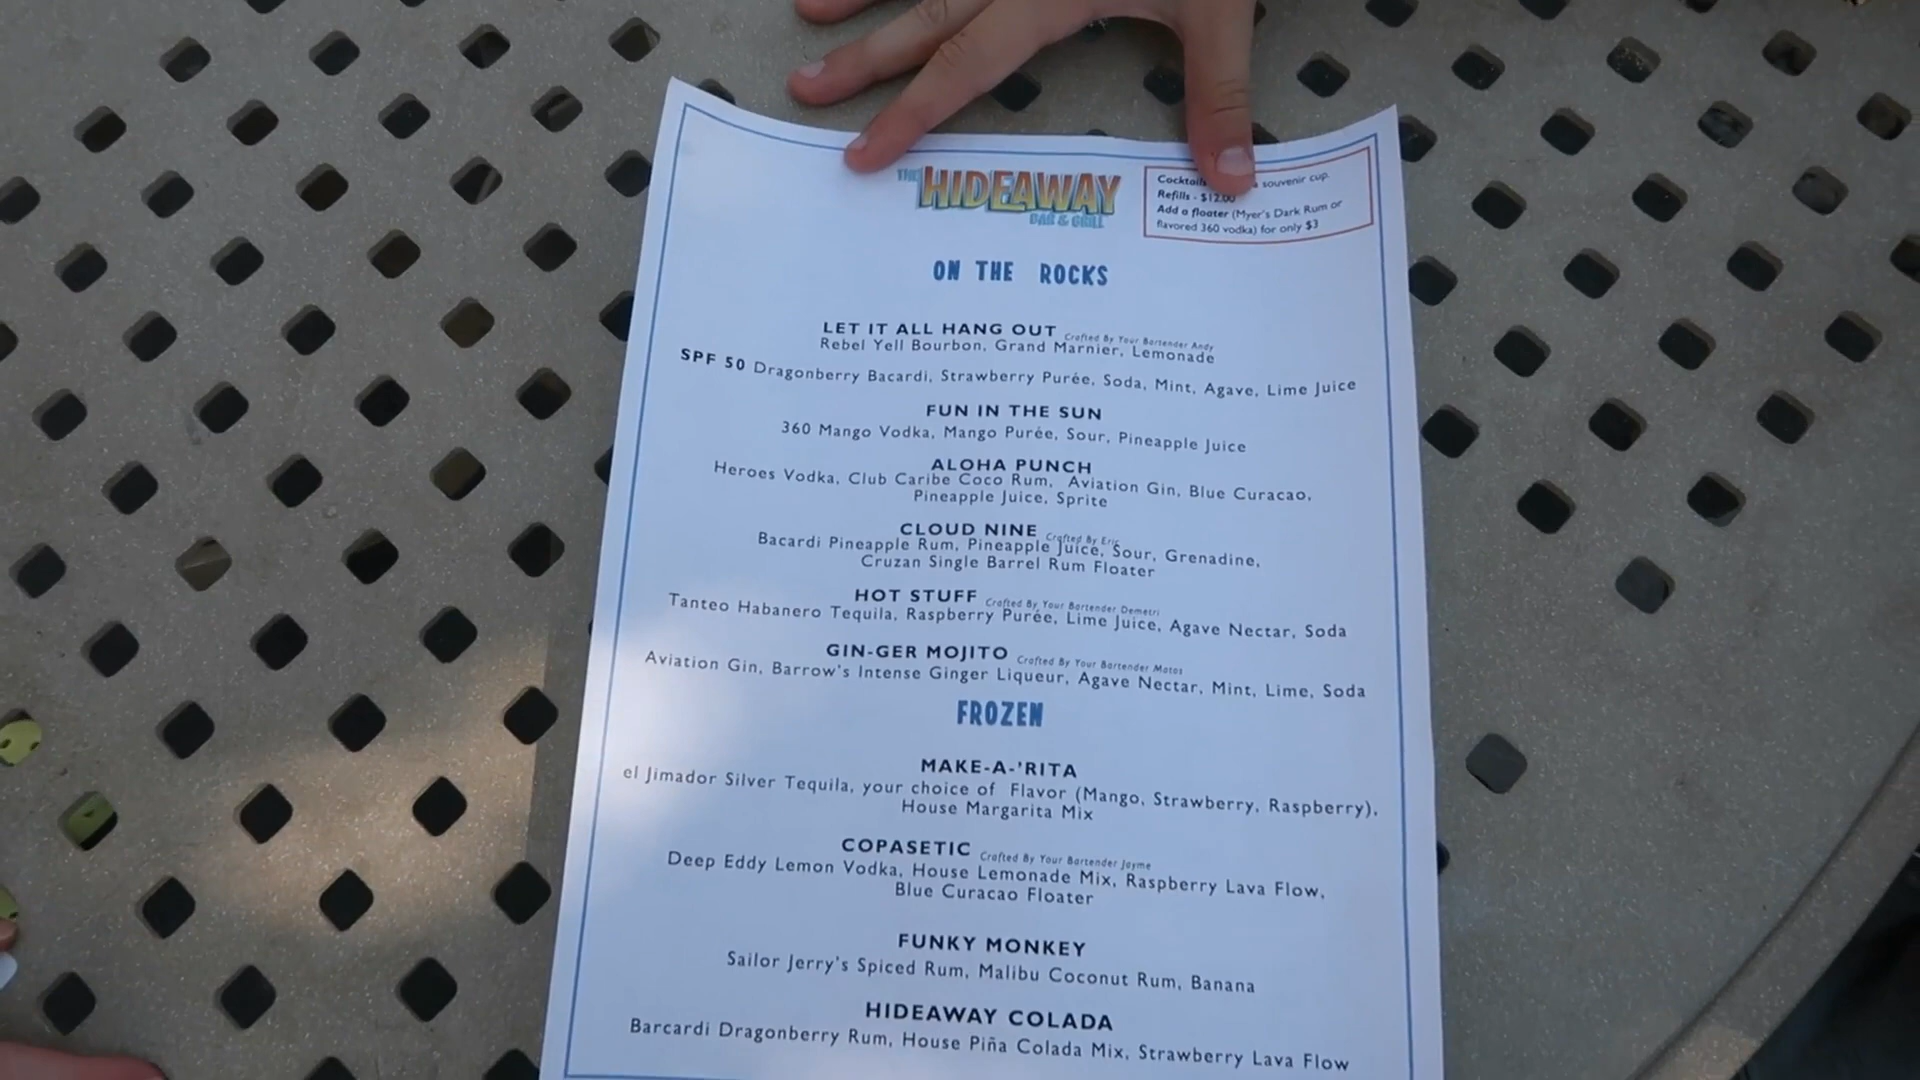 THE HIDEAWAY
BAR & GRILL
Cocktails a souvenir cup.
Refills - $12.00
Add a floater (Myer's Dark Rum or
flavored 360 vodka) for only $3
ON THE ROCKS
LET IT ALL HANG OUT Crafted By Your Bartender Andy
Rebel Yell Bourbon, Grand Marnier, Lemonade
SPF 50 Dragonberry Bacardi, Strawberry Purée, Soda, Mint, Agave, Lime Juice
FUN IN THE SUN
360 Mango Vodka, Mango Purée, Sour, Pineapple Juice
ALOHA PUNCH
Heroes Vodka, Club Caribe Coco Rum, Aviation Gin, Blue Curacao,
Pineapple Juice, Sprite
CLOUD NINE Crafted By Eric
Bacardi Pineapple Rum, Pineapple Juice, Sour, Grenadine,
Cruzan Single Barrel Rum Floater
HOT STUFF Crafted By Your Bartender Demetri
Tanteo Habanero Tequila, Raspberry Purée, Lime Juice, Agave Nectar, Soda
GIN-GER MOJITO Crafted By Your Bartender Matos
Aviation Gin, Barrow's Intense Ginger Liqueur, Agave Nectar, Mint, Lime, Soda
FROZEN
MAKE-A-'RITA
el Jimador Silver Tequila, your choice of Flavor (Mango, Strawberry, Raspberry),
House Margarita Mix
COPASETIC Crafted By Your Bartender Jayme
Deep Eddy Lemon Vodka, House Lemonade Mix, Raspberry Lava Flow,
Blue Curacao Floater
FUNKY MONKEY
Sailor Jerry's Spiced Rum, Malibu Coconut Rum, Banana
HIDEAWAY COLADA
Barcardi Dragonberry Rum, House Piña Colada Mix, Strawberry Lava Flow